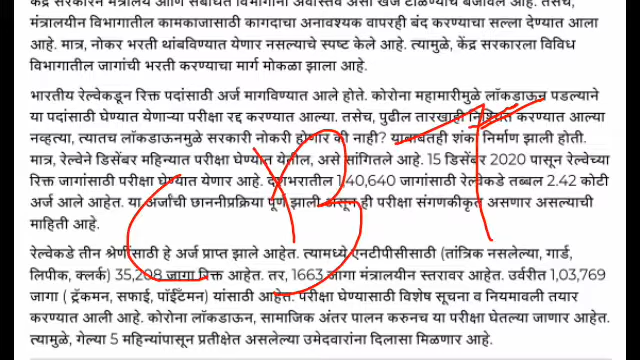 केंद्र सरकारने मंत्रालय आणि संबंधित विभागांना अवास्तव असा खर्च टाळण्याचे बजावले आहे. तसेच,
मंत्रालयीन विभागातील कामकाजासाठी कागदाचा अनावश्यक वापरही बंद करण्याचा सल्ला देण्यात आला
आहे. मात्र, नोकर भरती थांबविण्यात येणार नसल्याचे स्पष्ट केले आहे. त्यामुळे, केंद्र सरकारला विविध
विभागातील जागांची भरती करण्याचा मार्ग मोकळा झाला आहे.
भारतीय रेल्वेकडून रिक्त पदांसाठी अर्ज मागविण्यात आले होते. कोरोना महामारीमुळे लॉकडाऊन पडल्याने
या पदांसाठी घेण्यात येणाऱ्या परीक्षा रद्द करण्यात आल्या. तसेच, पुढील तारखाही निश्चित करण्यात आल्या
नव्हत्या, त्यातच लॉकडाऊनमुळे सरकारी नोकरी होणार की नाही? याबाबतही शंका निर्माण झाली होती.
मात्र, रेल्वेने डिसेंबर महिन्यात परीक्षा घेण्यात येतील, असे सांगितले आहे. 15 डिसेंबर 2020 पासून रेल्वेच्या
रिक्त जागांसाठी परीक्षा घेण्यात येणार आहे. देशभरातील 1,40,640 जागांसाठी रेल्वेकडे तब्बल 2.42 कोटी
अर्ज आले आहेत. या अर्जांची छाननीप्रक्रिया पूर्ण झाली असून ही परीक्षा संगणकीकृत असणार असल्याची
माहिती आहे.
रेल्वेकडे तीन श्रेणींसाठी हे अर्ज प्राप्त झाले आहेत. त्यामध्ये एनटीपीसीसाठी (तांत्रिक नसलेल्या, गार्ड,
लिपीक, क्लर्क) 35,208 जागा रिक्त आहेत. तर, 1663 जागा मंत्रालयीन स्तरावर आहेत. उर्वरीत 1,03,769
जागा ( ट्रॅकमन, सफाई, पॉईंटमन) यांसाठी आहेत. परीक्षा घेण्यासाठी विशेष सूचना व नियमावली तयार
करण्यात आली आहे. कोरोना लॉकडाऊन, सामाजिक अंतर पालन करुनच या परीक्षा घेतल्या जाणार आहेत.
त्यामुळे, गेल्या 5 महिन्यांपासून प्रतीक्षेत असलेल्या उमेदवारांना दिलासा मिळणार आहे.